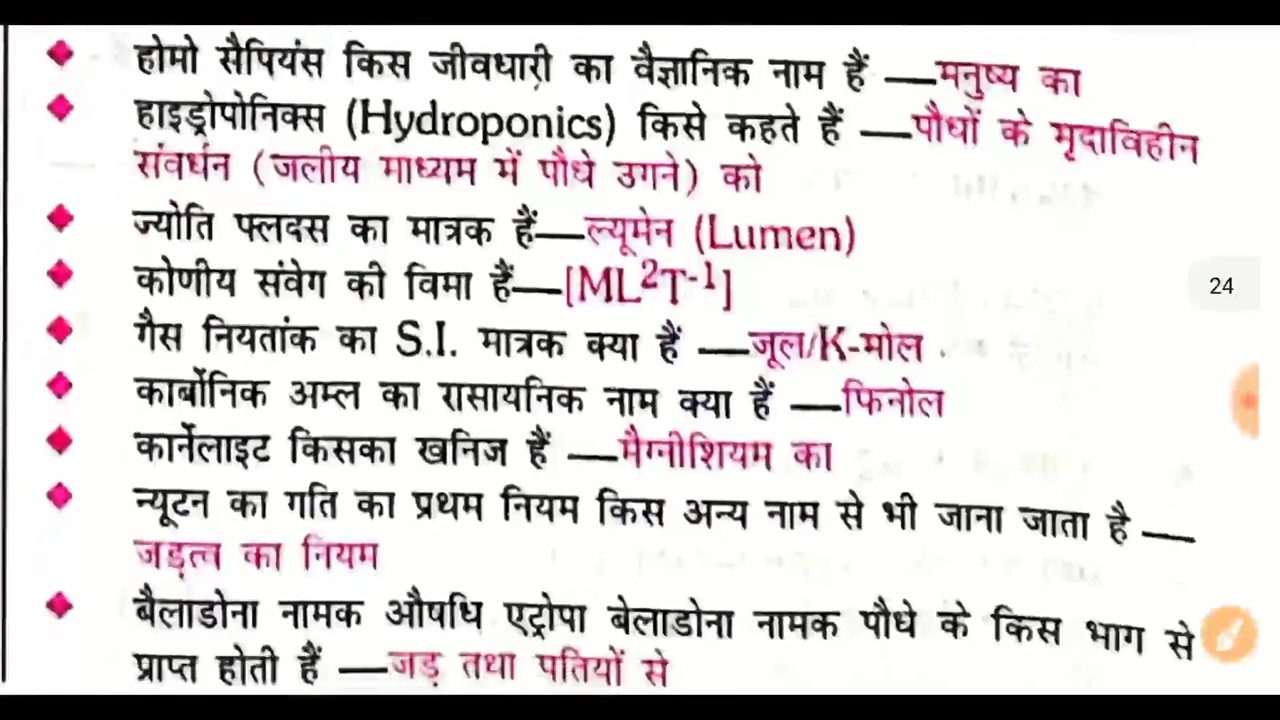 होमो सैपियंस किस जीवधारी का वैज्ञानिक नाम हैं —मनुष्य का
हाइड्रोपोनिक्स (Hydroponics) किसे कहते हैं —पौधों के मृदाविहीन
संवर्धन (जलीय माध्यम में पौधे उगने) को
ज्योति फ्लदस का मात्रक हैं—ल्यूमेन (Lumen)
कोणीय संवेग की विमा हैं—[ML²T⁻¹]
24
गैस नियतांक का S.I. मात्रक क्या हैं —जूल/K-मोल
कार्बोनिक अम्ल का रासायनिक नाम क्या हैं —फिनोल
कार्नेलाइट किसका खनिज हैं —मैग्नीशियम का
न्यूटन का गति का प्रथम नियम किस अन्य नाम से भी जाना जाता है —
जड़त्व का नियम
बैलाडोना नामक औषधि एट्रोपा बेलाडोना नामक पौधे के किस भाग से
प्राप्त होती हैं —जड़ तथा पतियों से